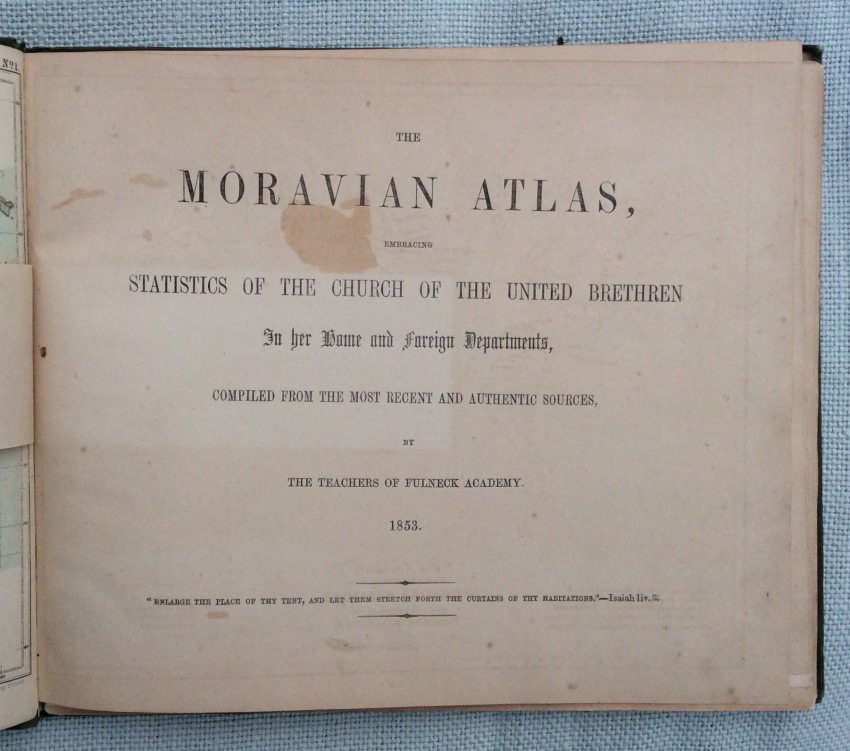 Nº1
THE
MORAVIAN ATLAS,
EMBRACING
STATISTICS OF THE CHURCH OF THE UNITED BRETHREN
In her Home and Foreign Departments,
COMPILED FROM THE MOST RECENT AND AUTHENTIC SOURCES,
BY
THE TEACHERS OF FULNECK ACADEMY.
1853.
"ENLARGE THE PLACE OF THY TENT, AND LET THEM STRETCH FORTH THE CURTAINS OF THY HABITATIONS."—Isaiah liv. 2.